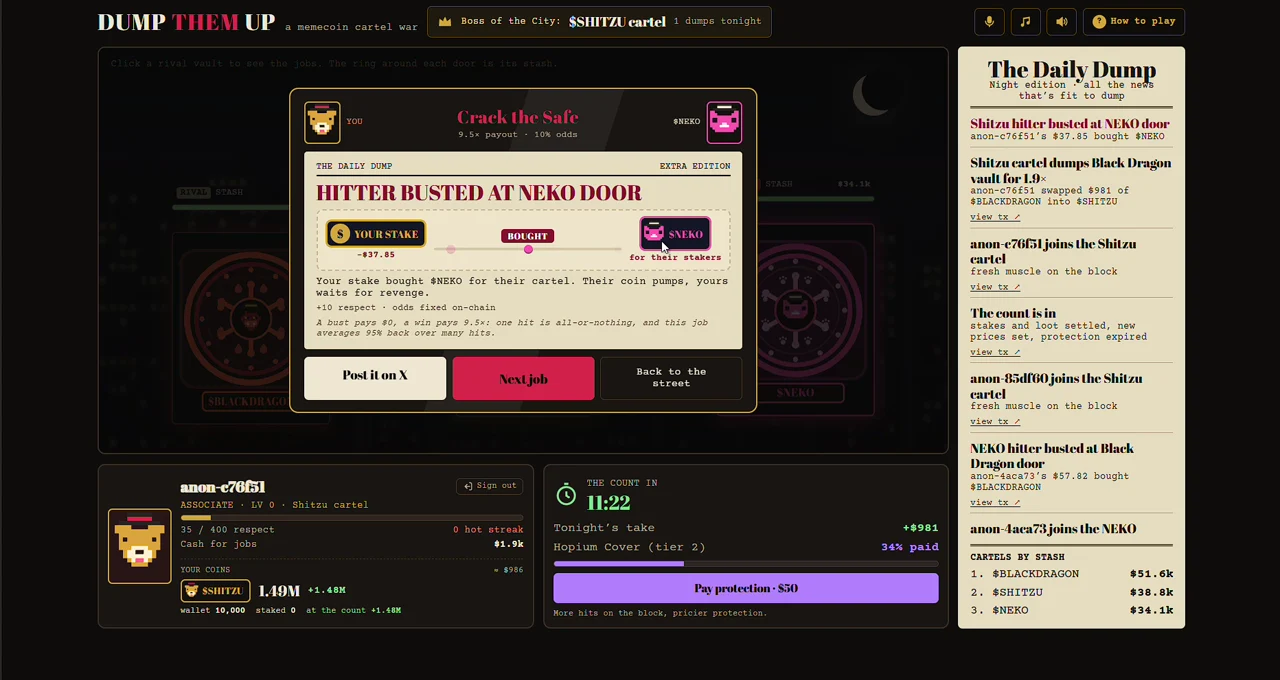 DUMP THEM UP
a memecoin cartel war
Boss of the City: $SHITZU cartel 1 dumps tonight
How to play
Click a rival vault to see the jobs. The ring around each door is its stash.
RIVAL STASH
STASH $34.1k
$NEKO
YOU
Crack the Safe
9.5× payout · 10% odds
$NEKO
THE DAILY DUMP EXTRA EDITION
HITTER BUSTED AT NEKO DOOR
$ YOUR STAKE
-$37.85
BOUGHT
$NEKO
for their stakers
Your stake bought $NEKO for their cartel. Their coin pumps, yours
waits for revenge.
+10 respect · odds fixed on-chain
A bust pays $0, a win pays 9.5×: one hit is all-or-nothing, and this job
averages 95% back over many hits.
Post it on X
Next job
Back to the
street
anon-c76f51
Sign out
ASSOCIATE · LV 0 · Shitzu cartel
35 / 400 respect 0 hot streak
Cash for jobs $1.9k
YOUR COINS ≈ $986
$SHITZU 1.49M +1.48M
wallet 10,000 staked 0 at the count +1.48M
THE COUNT IN
11:22
Tonight's take +$981
Hopium Cover (tier 2) 34% paid
Pay protection · $50
More hits on the block, pricier protection.
The Daily Dump
Night edition · all the news
that's fit to dump
Shitzu hitter busted at NEKO door
anon-c76f51's $37.85 bought $NEKO
Shitzu cartel dumps Black Dragon
vault for 1.9×
anon-c76f51 swapped $981 of
$BLACKDRAGON into $SHITZU
view tx ↗
anon-c76f51 joins the Shitzu
cartel
fresh muscle on the block
view tx ↗
The count is in
stakes and loot settled, new
prices set, protection expired
view tx ↗
anon-85df60 joins the Shitzu
cartel
fresh muscle on the block
view tx ↗
NEKO hitter busted at Black
Dragon door
anon-4aca73's $57.82 bought
$BLACKDRAGON
view tx ↗
anon-4aca73 joins the NEKO
CARTELS BY STASH
1. $BLACKDRAGON $51.6k
2. $SHITZU $38.8k
3. $NEKO $34.1k